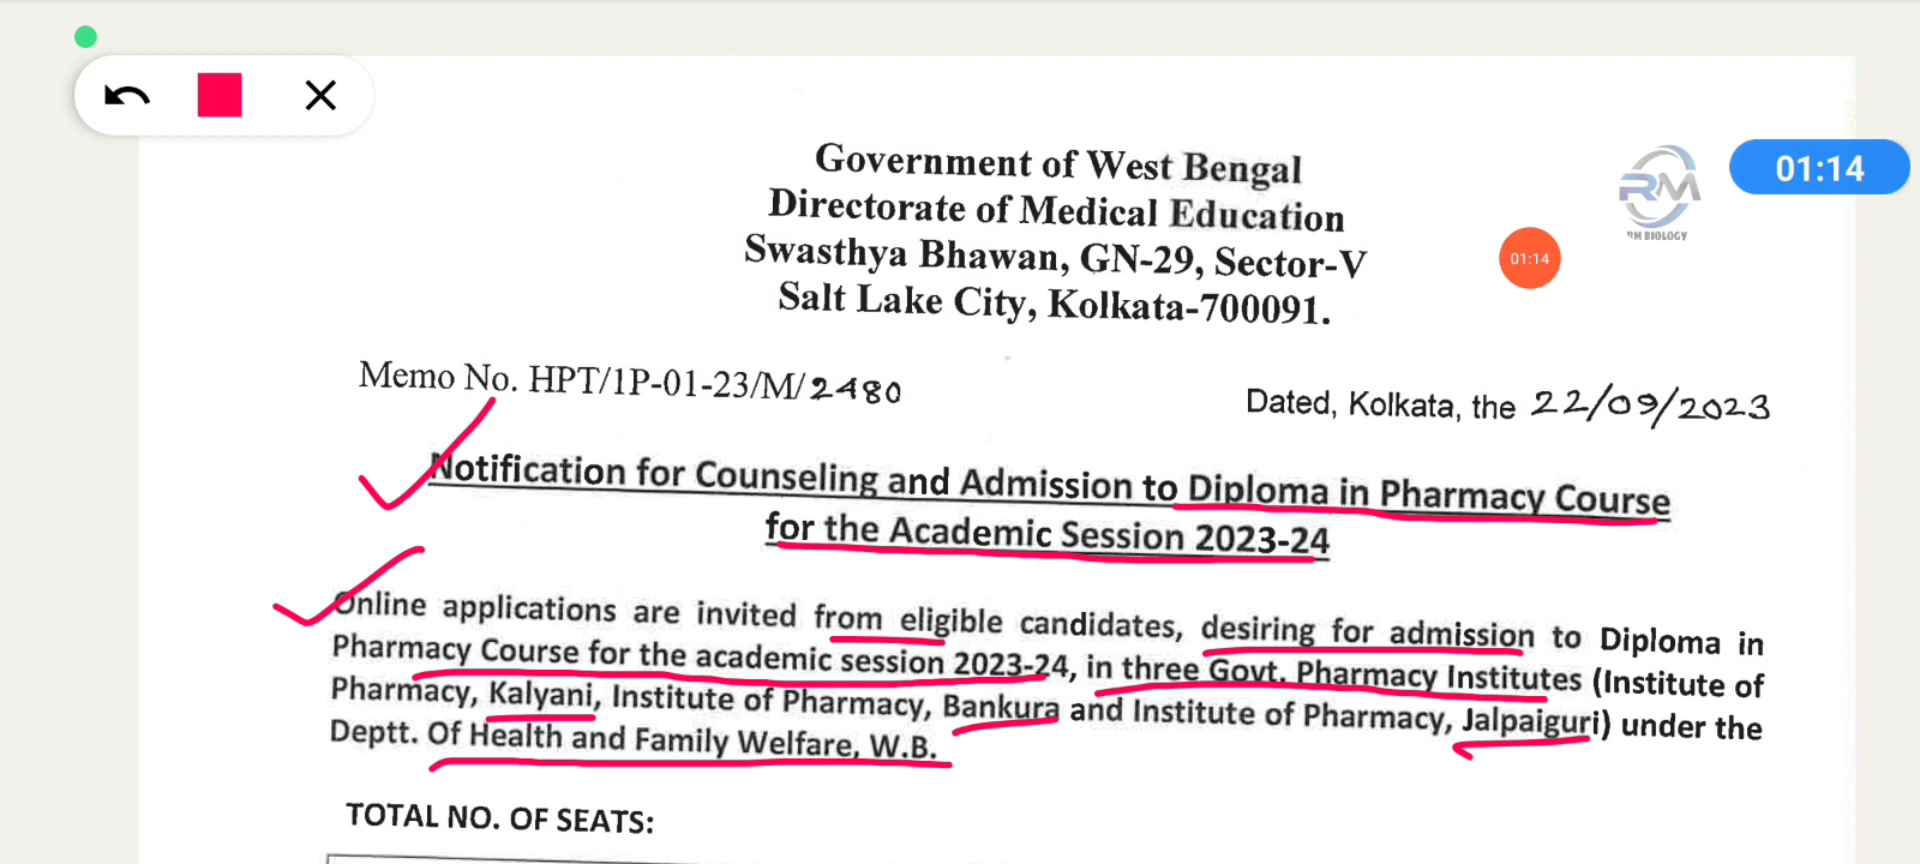 Government of West Bengal
Directorate of Medical Education
Swasthya Bhawan, GN-29, Sector-V
Salt Lake City, Kolkata-700091.
RM
RM BIOLOGY
01:14
01:14
Memo No. HPT/1P-01-23/M/2480
Dated, Kolkata, the 22/09/2023
Notification for Counseling and Admission to Diploma in Pharmacy Course
for the Academic Session 2023-24
Online applications are invited from eligible candidates, desiring for admission to Diploma in
Pharmacy Course for the academic session 2023-24, in three Govt. Pharmacy Institutes (Institute of
Pharmacy, Kalyani, Institute of Pharmacy, Bankura and Institute of Pharmacy, Jalpaiguri) under the
Deptt. Of Health and Family Welfare, W.B.
TOTAL NO. OF SEATS: